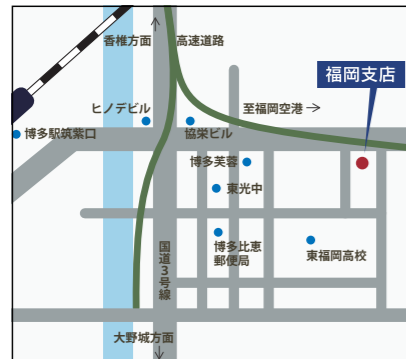 香椎方面
高速道路
福岡支店
ヒノデビル
至福岡空港 →
博多駅筑紫口
協栄ビル
博多芙蓉
東光中
国道3号線
博多比恵
郵便局
東福岡高校
大野城方面